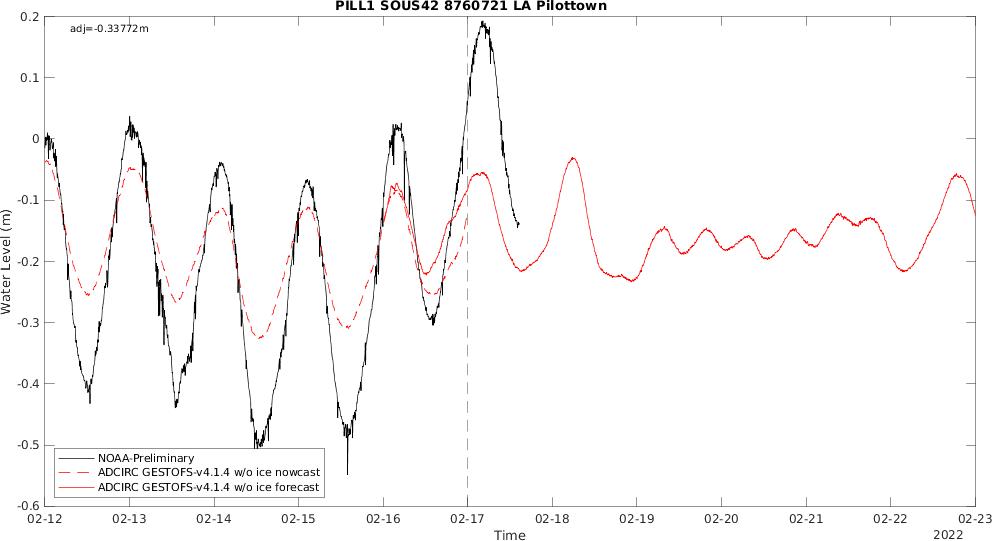 PILL1 SOUS42 8760721 LA Pilottown
adj=-0.33772m
0.2
0.1
0
-0.1
-0.2
-0.3
-0.4
-0.5
-0.6
Water Level (m)
NOAA-Preliminary
ADCIRC GESTOFS-v4.1.4 w/o ice nowcast
ADCIRC GESTOFS-v4.1.4 w/o ice forecast
02-12 02-13 02-14 02-15 02-16 02-17 02-18 02-19 02-20 02-21 02-22 02-23
Time
2022